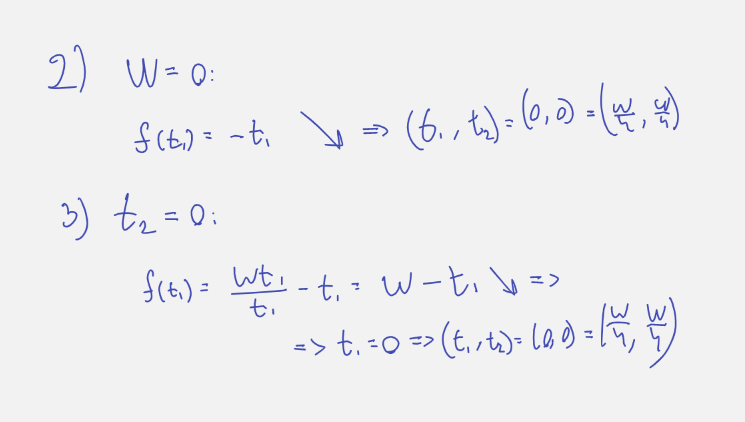 2) W = 0:
f(t₁) = -t₁ ↘ => (t₁, t₂) = (0, 0) = (W/4, W/4)
3) t₂ = 0:
f(t₁) = Wt₁/t₁ - t₁ = W - t₁ ↘ =>
=> t₁ = 0 => (t₁, t₂) = (0, 0) = (W/4, W/4)